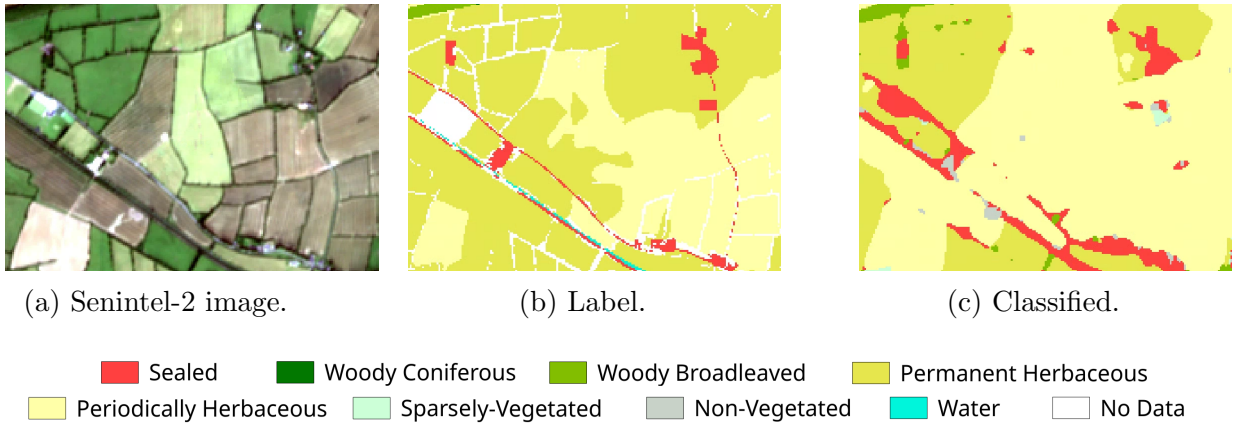 (a) Senintel-2 image.
(b) Label.
(c) Classified.
Sealed
Woody Coniferous
Woody Broadleaved
Permanent Herbaceous
Periodically Herbaceous
Sparsely-Vegetated
Non-Vegetated
Water
No Data